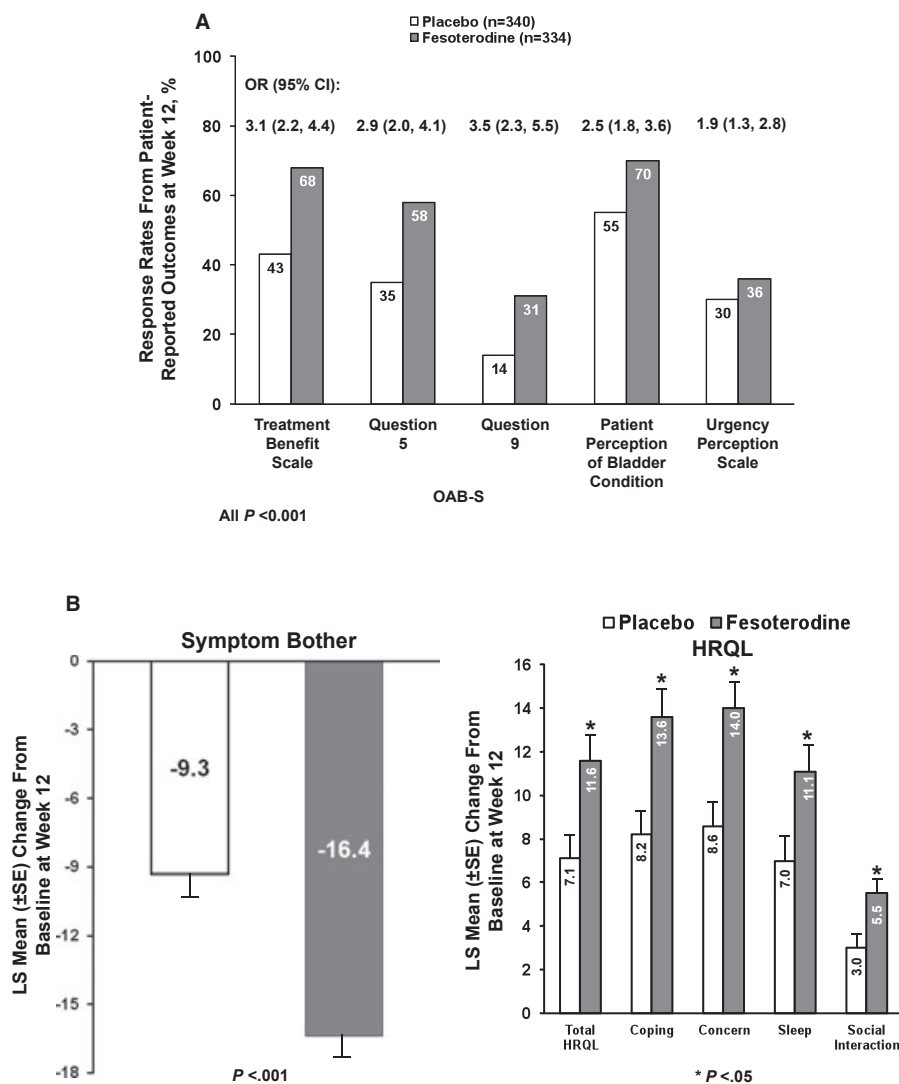 A
Placebo (n=340)
Fesoterodine (n=334)
Response Rates From Patient-
Reported Outcomes at Week 12, %
100
80
60
40
20
0
OR (95% CI):
3.1 (2.2, 4.4) 2.9 (2.0, 4.1) 3.5 (2.3, 5.5) 2.5 (1.8, 3.6) 1.9 (1.3, 2.8)
43 68 35 58 14 31 55 70 30 36
Treatment
Benefit
Scale
Question
5
Question
9
Patient
Perception
of Bladder
Condition
Urgency
Perception
Scale
OAB-S
All P <0.001
B
Symptom Bother
LS Mean (±SE) Change From
Baseline at Week 12
0
-3
-6
-9
-12
-15
-18
-9.3
-16.4
P <.001
Placebo Fesoterodine
HRQL
LS Mean (±SE) Change From
Baseline at Week 12
16
14
12
10
8
6
4
2
0
* * * * *
7.1 11.6 8.2 13.6 8.6 14.0 7.0 11.1 3.0 5.5
Total
HRQL
Coping
Concern
Sleep
Social
Interaction
* P <.05